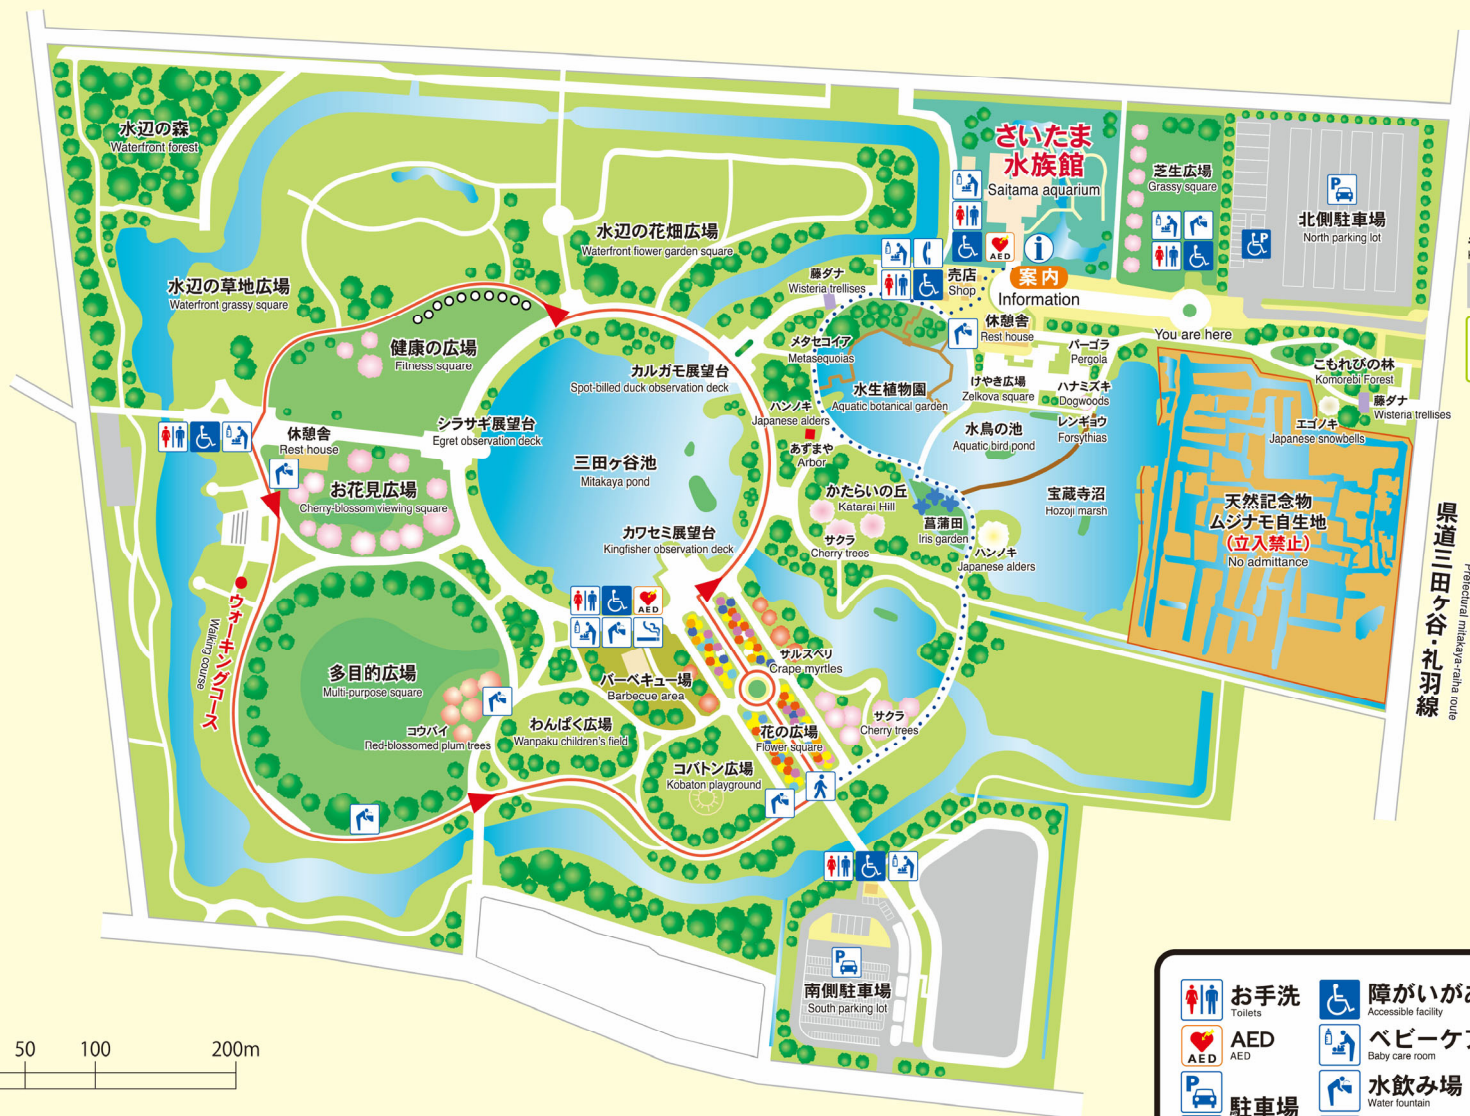 水辺の森
Waterfront forest
さいたま
水族館
Saitama aquarium
芝生広場
Grassy square
P
北側駐車場
North parking lot
P
水辺の花畑広場
Waterfront flower garden square
水辺の草地広場
Waterfront grassy square
藤ダナ
Wisteria trellises
売店
Shop
AED
i
案内
Information
休憩舎
Rest house
You are here
パーゴラ
Pergola
メタセコイア
Metasequoias
健康の広場
Fitness square
カルガモ展望台
Spot-billed duck observation deck
水生植物園
Aquatic botanical garden
けやき広場
Zelkova square
ハナミズキ
Dogwoods
こもれびの林
Komorebi Forest
藤ダナ
Wisteria trellises
エゴノキ
Japanese snowbells
ハンノキ
Japanese alders
シラサギ展望台
Egret observation deck
休憩舎
Rest house
水鳥の池
Aquatic bird pond
レンギョウ
Forsythias
あずまや
Arbor
三田ヶ谷池
Mitakaya pond
お花見広場
Cherry-blossom viewing square
かたらいの丘
Katarai Hill
宝蔵寺沼
Hozoji marsh
天然記念物
ムジナモ自生地
(立入禁止)
No admittance
菖蒲田
Iris garden
サクラ
Cherry trees
ハンノキ
Japanese alders
カワセミ展望台
Kingfisher observation deck
県道三田ヶ谷・礼羽線
Prefectural mitakaya-raiha route
AED
ウォーキングコース
Walking course
多目的広場
Multi-purpose square
バーベキュー場
Barbecue area
サルスベリ
Crape myrtles
コウバイ
Red-blossomed plum trees
わんぱく広場
Wanpaku children's field
花の広場
Flower square
サクラ
Cherry trees
コバトン広場
Kobaton playground
P
南側駐車場
South parking lot
50 100 200m
お手洗
Toilets
障がいがあ
Accessible facility
AED
AED
AED
ベビーケア
Baby care room
P
駐車場
水飲み場
Water fountain